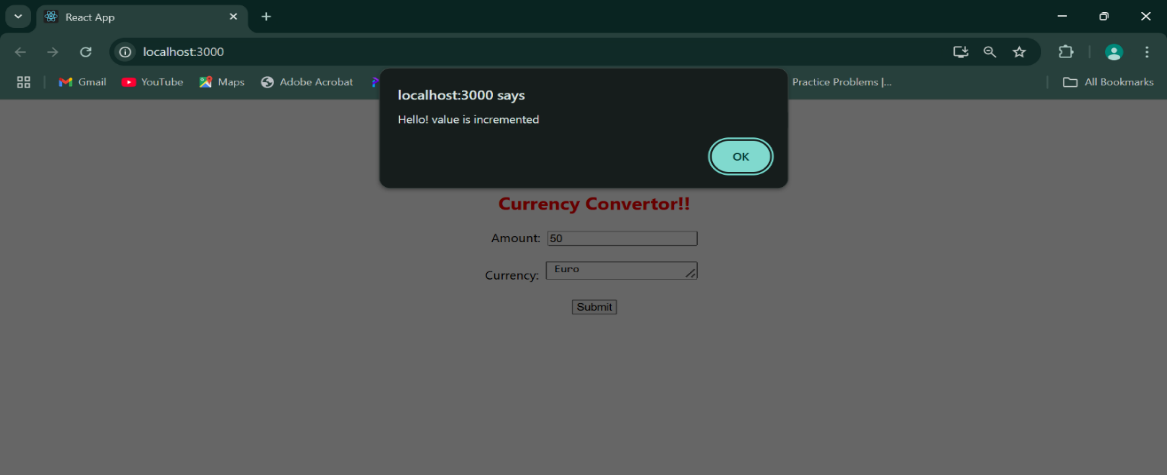 React App
localhost:3000
Gmail YouTube Maps Adobe Acrobat Practice Problems |... All Bookmarks
localhost:3000 says
Hello! value is incremented
OK
Currency Convertor!!
Amount: 50
Currency: Euro
Submit